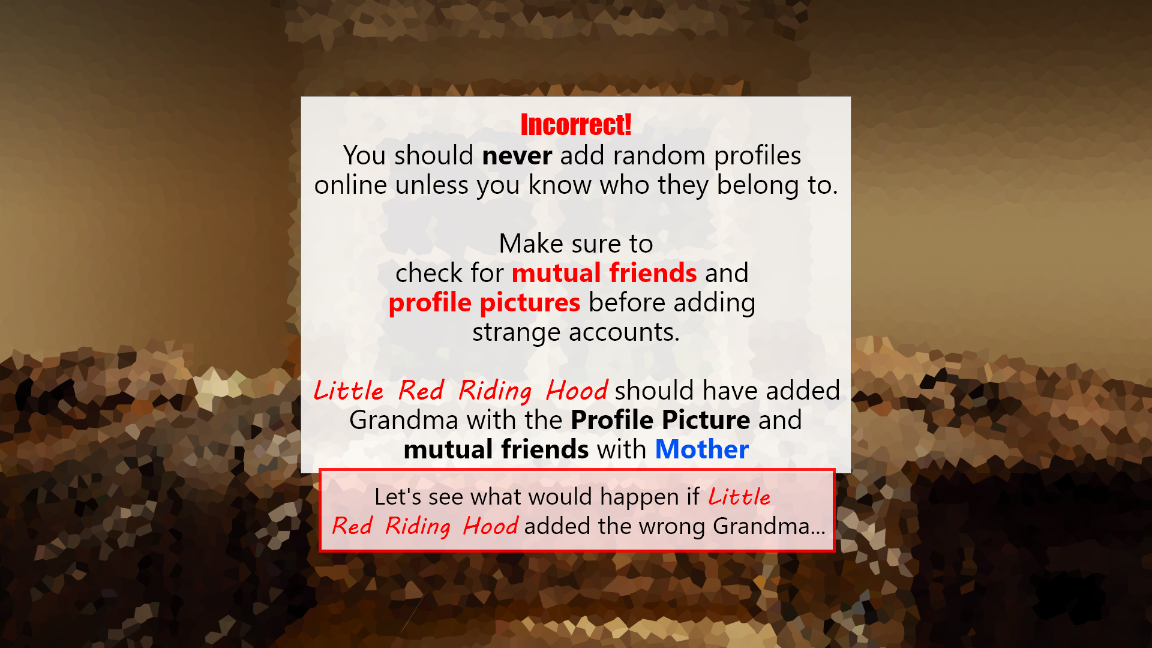 Incorrect!
You should never add random profiles
online unless you know who they belong to.
Make sure to
check for mutual friends and
profile pictures before adding
strange accounts.
Little Red Riding Hood should have added
Grandma with the Profile Picture and
mutual friends with Mother
Let's see what would happen if Little
Red Riding Hood added the wrong Grandma...